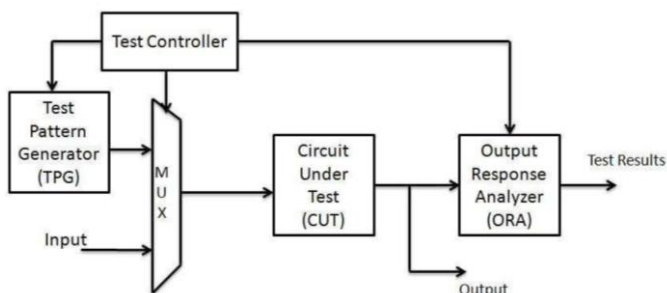 Test Controller
Test
Pattern
Generator
(TPG)
M
U
X
Input
Circuit
Under
Test
(CUT)
Output
Response
Analyzer
(ORA)
Test Results
Output